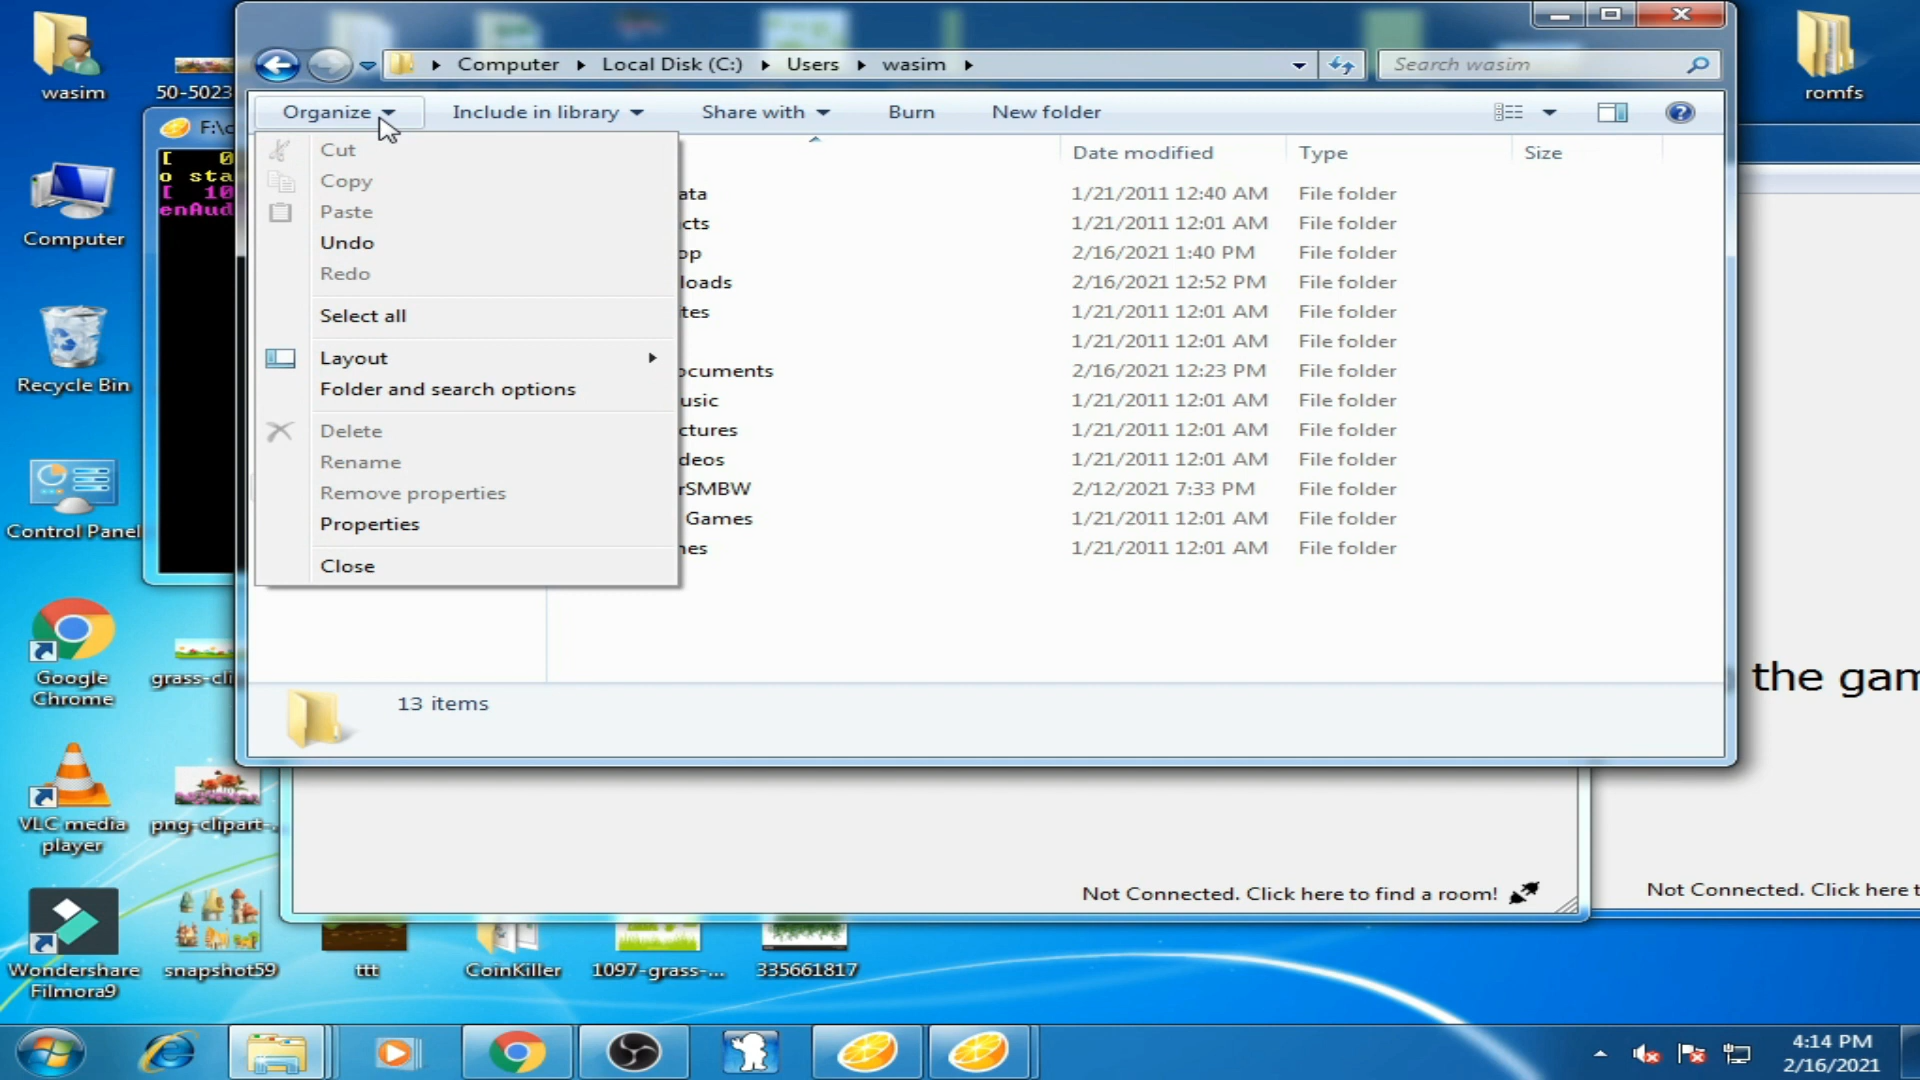 wasim
50-5023
romfs
Computer
Recycle Bin
Control Panel
Google
Chrome
grass-cli
VLC media
player
png-clipart-...
Wondershare
Filmora9
snapshot59
ttt
CoinKiller
1097-grass-...
335661817
F:\c
[ 0
o sta
[ 10
enAud
Computer
Local Disk (C:)
Users
wasim
Search wasim
Organize
Include in library
Share with
Burn
New folder
Cut
Copy
Paste
Undo
Redo
Select all
Layout
Folder and search options
Delete
Rename
Remove properties
Properties
Close
Date modified Type Size
ata 1/21/2011 12:40 AM File folder
cts 1/21/2011 12:01 AM File folder
op 2/16/2021 1:40 PM File folder
loads 2/16/2021 12:52 PM File folder
tes 1/21/2011 12:01 AM File folder
1/21/2011 12:01 AM File folder
ocuments 2/16/2021 12:23 PM File folder
usic 1/21/2011 12:01 AM File folder
ctures 1/21/2011 12:01 AM File folder
deos 1/21/2011 12:01 AM File folder
rSMBW 2/12/2021 7:33 PM File folder
Games 1/21/2011 12:01 AM File folder
hes 1/21/2011 12:01 AM File folder
13 items
the gam
Not Connected. Click here to find a room!
Not Connected. Click here t
4:14 PM
2/16/2021